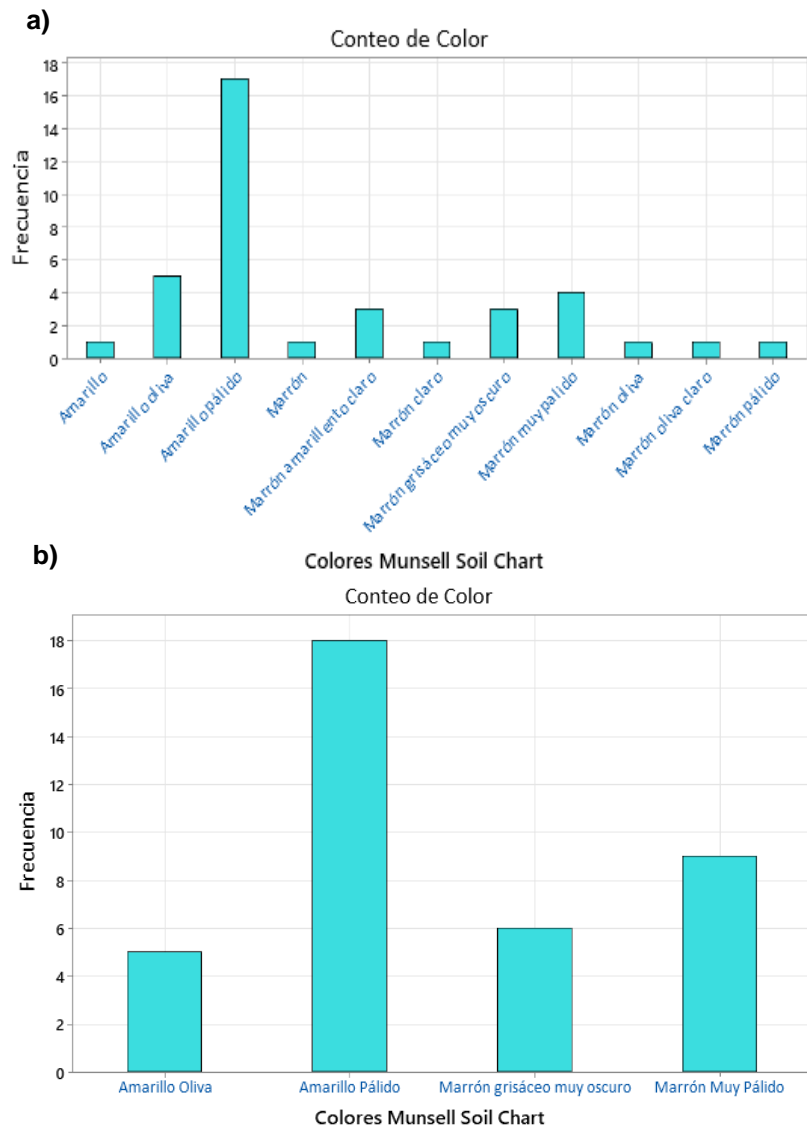 a)
Conteo de Color
Frecuencia
18
16
14
12
10
8
6
4
2
0
Amarillo
Amarillo oliva
Amarillo pálido
Marrón
Marrón amarillento claro
Marrón claro
Marrón grisáceo muy oscuro
Marrón muy palido
Marrón oliva
Marrón oliva claro
Marrón pálido
Colores Munsell Soil Chart
b)
Conteo de Color
Frecuencia
18
16
14
12
10
8
6
4
2
0
Amarillo Oliva
Amarillo Pálido
Marrón grisáceo muy oscuro
Marrón Muy Pálido
Colores Munsell Soil Chart